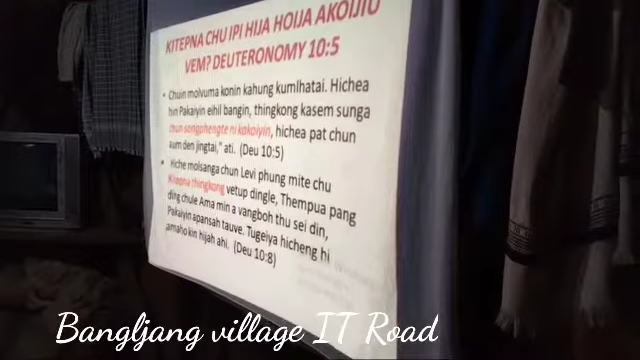 KITEPNA CHU IPI HIJA HOIJA AKOIJIU
VEM? DEUTERONOMY 10:5
• Chuin molvuma konin kahung kumlhatai. Hichea
hin Pakaiyin eihil bangin, thingkong kasem sunga
chun songphengte ni kakoiyin, hichea pat chun
aum den jingtai," ati. (Deu 10:5)
• Hiche molsanga chun Levi phung mite chu
Kitepna thingkong vetup dingle, Thempua pang
ding chule Ama min a vangboh thu sei din,
Pakaiyin apansah tauve. Tugeiya hicheng hi
amaho kin hijah ahi. (Deu 10:8)
Bangljang village IT Road